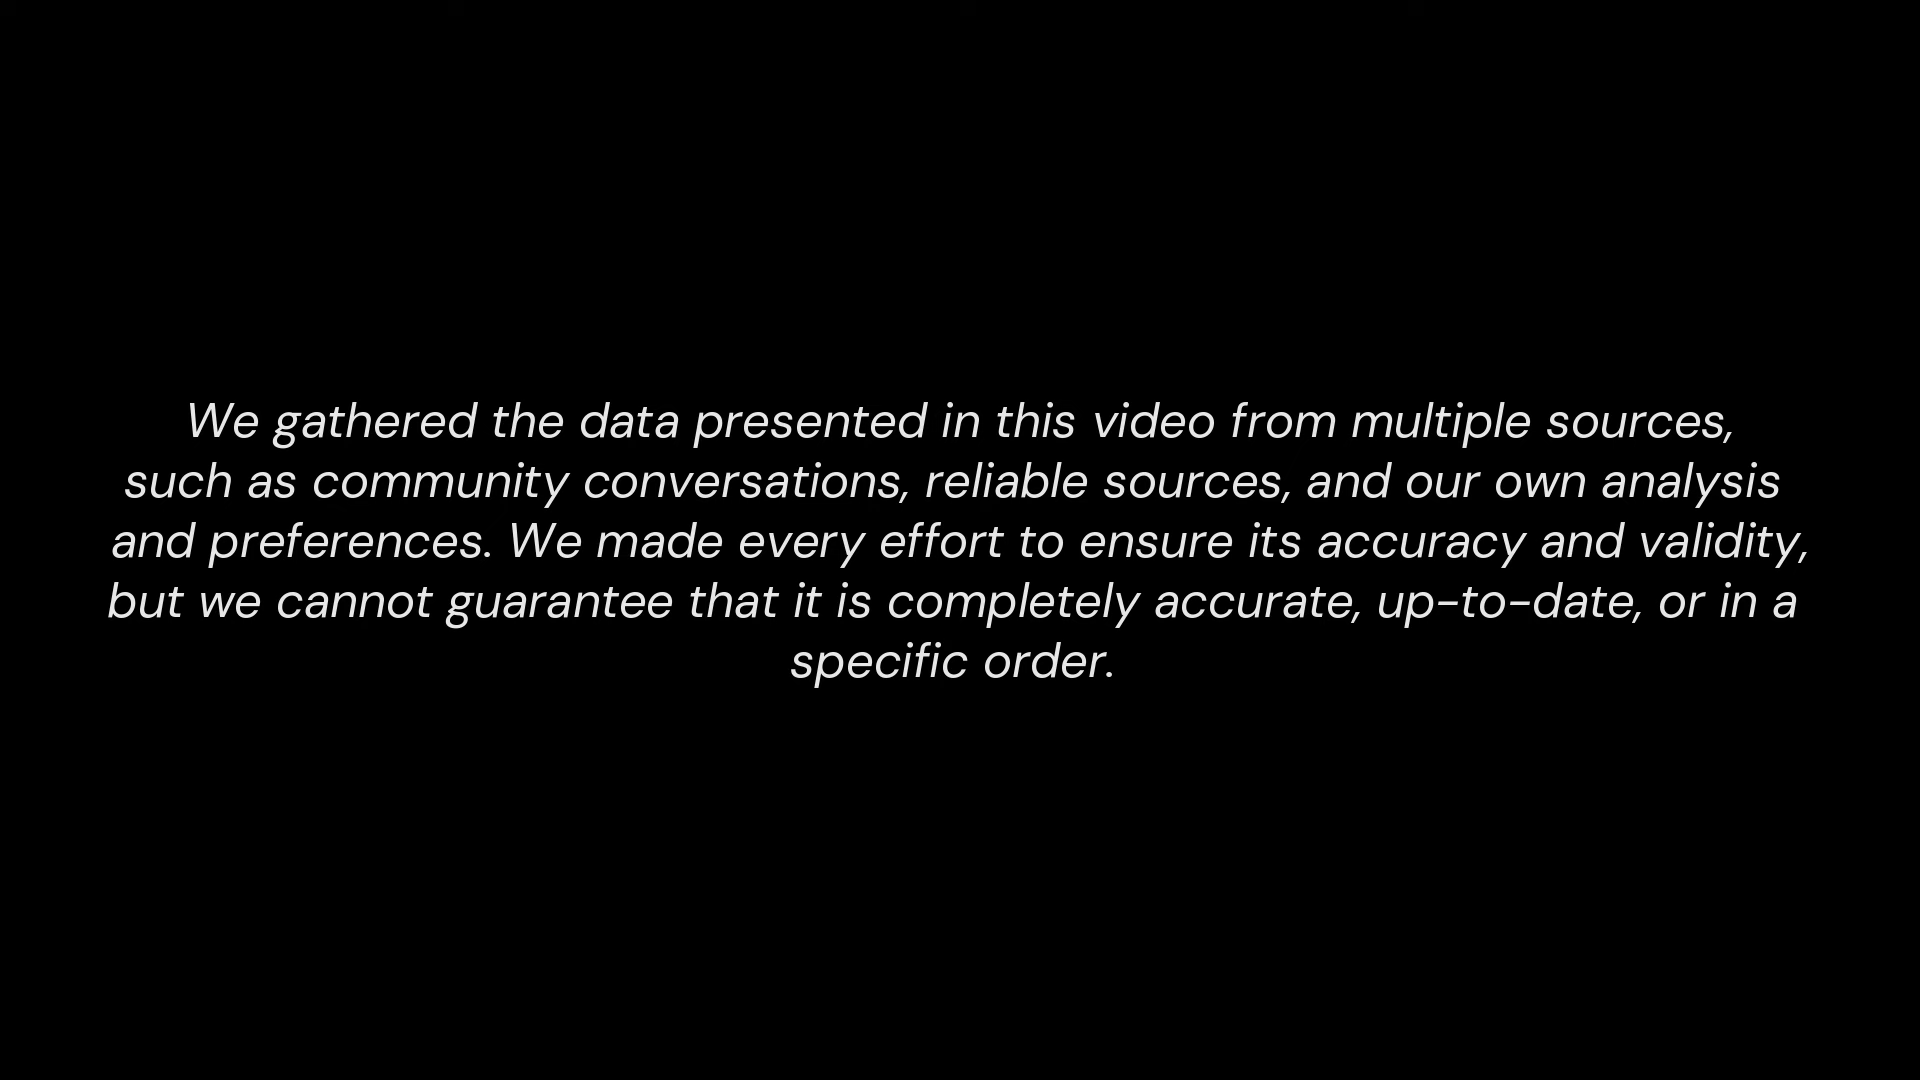 We gathered the data presented in this video from multiple sources,
such as community conversations, reliable sources, and our own analysis
and preferences. We made every effort to ensure its accuracy and validity,
but we cannot guarantee that it is completely accurate, up-to-date, or in a
specific order.